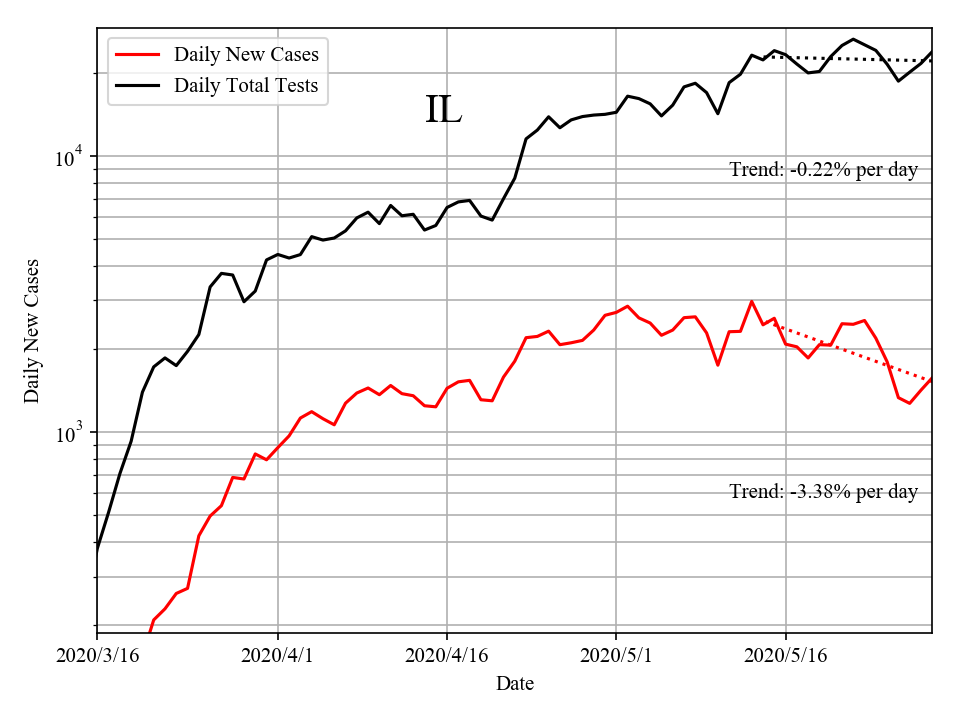 Daily New Cases
Daily Total Tests
IL
10^4
Trend: -0.22% per day
Daily New Cases
10^3
Trend: -3.38% per day
2020/3/16 2020/4/1 2020/4/16 2020/5/1 2020/5/16
Date